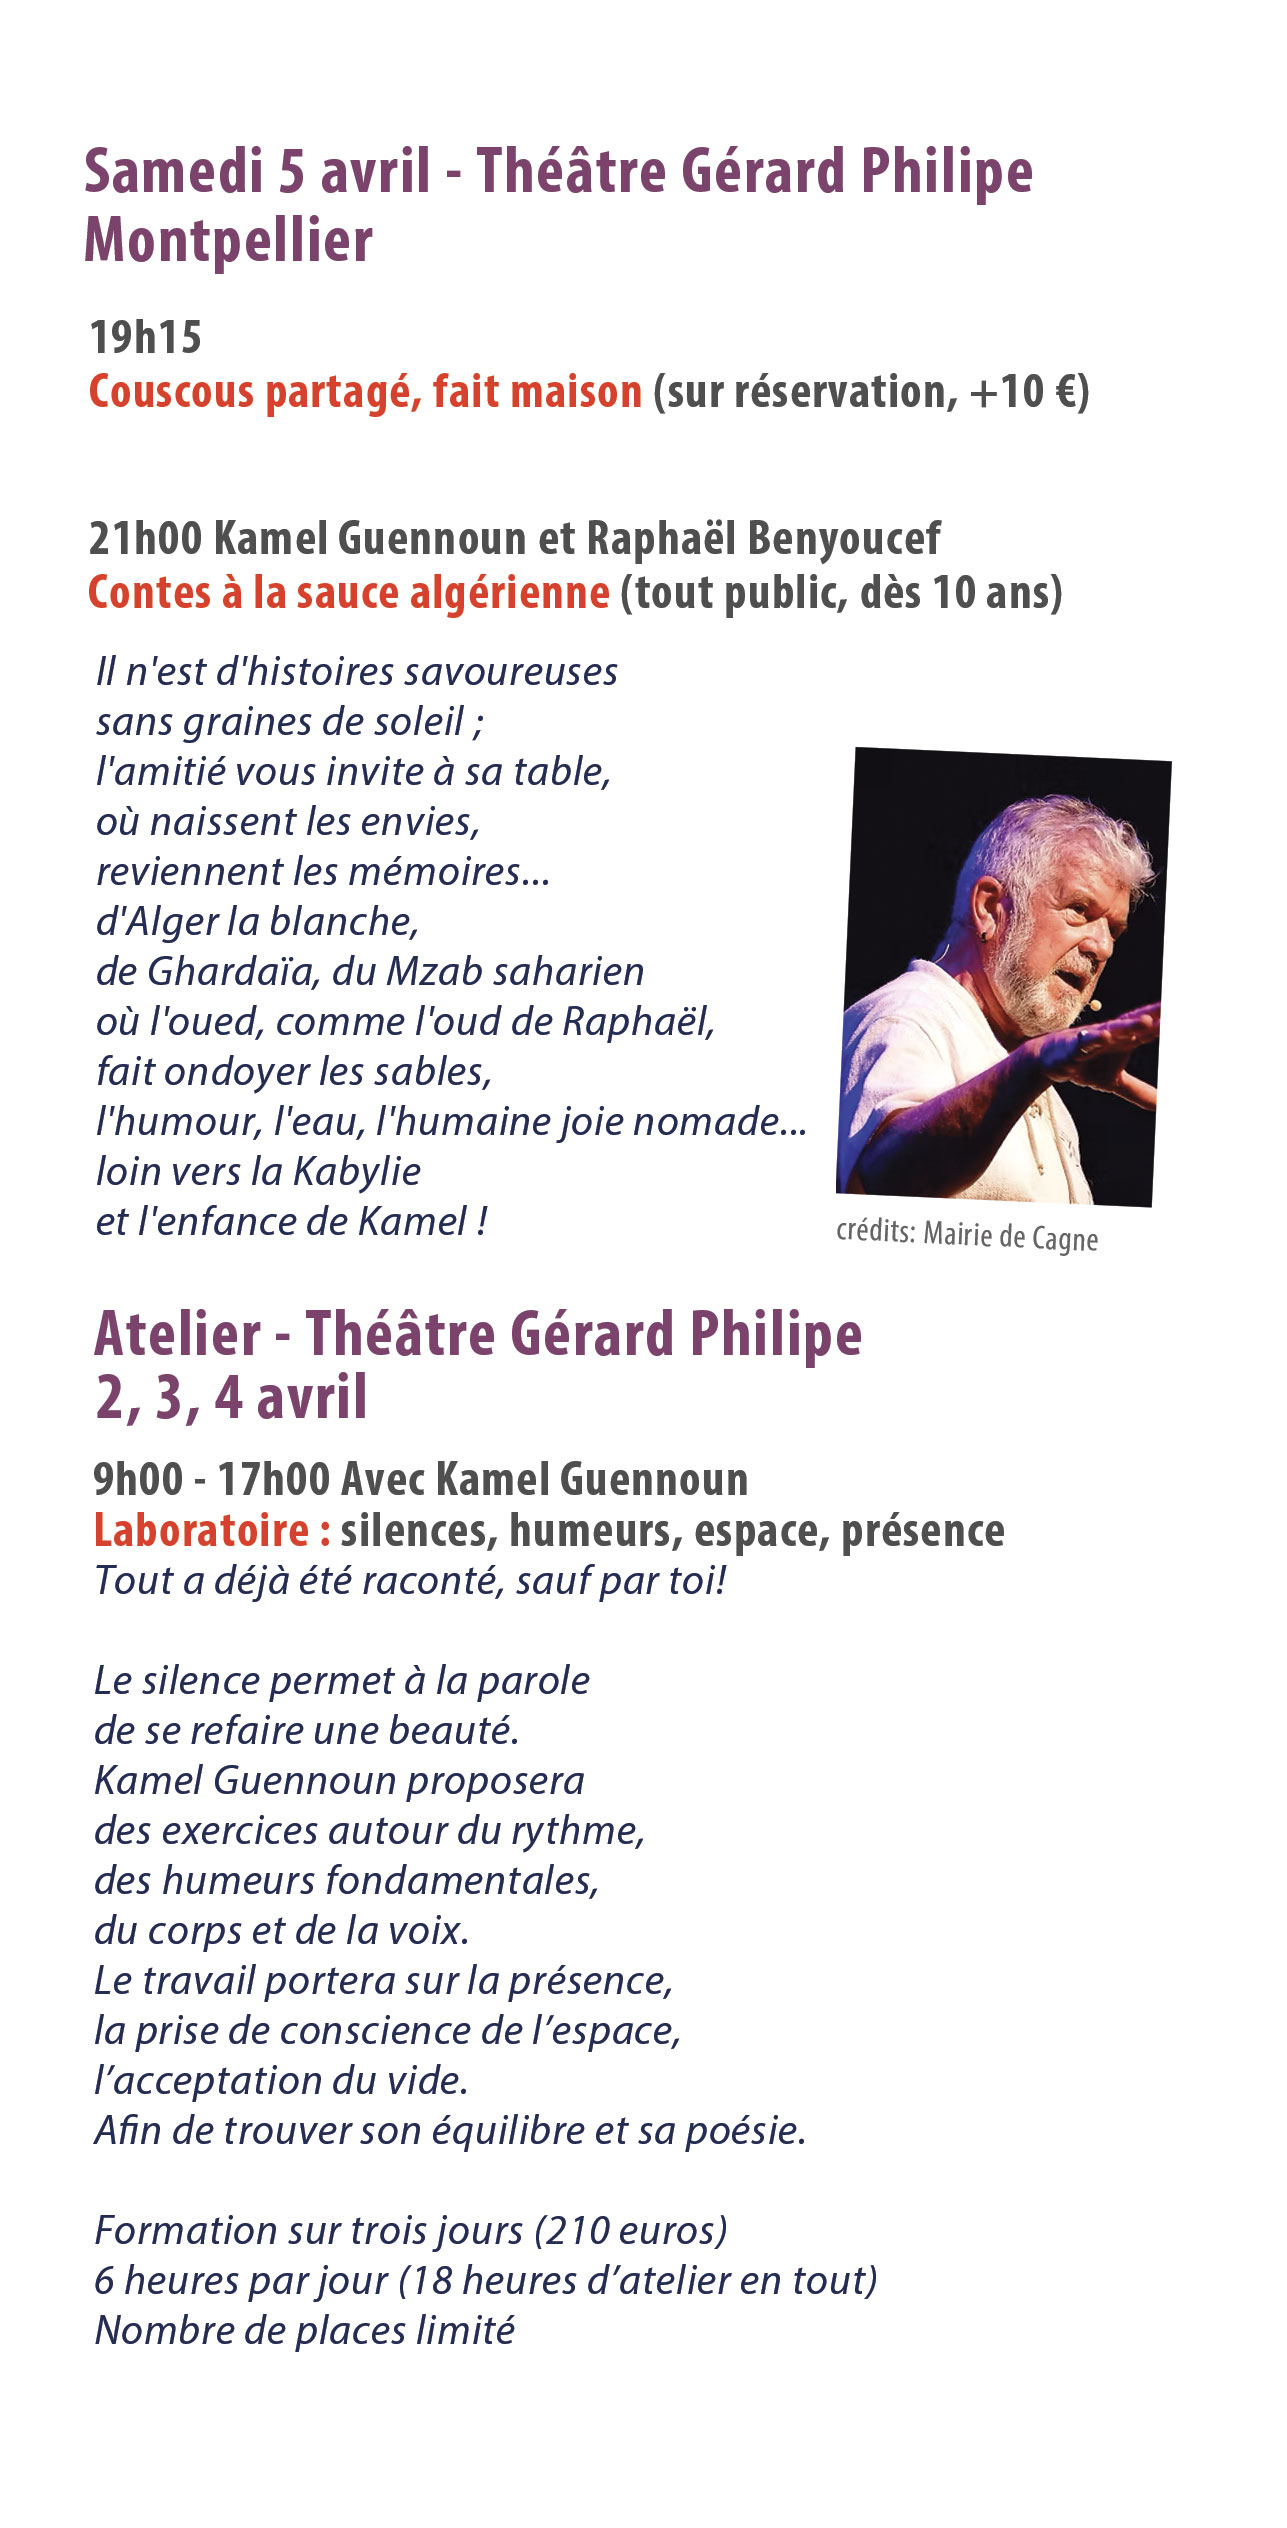 Samedi 5 avril - Théâtre Gérard Philipe
Montpellier
19h15
Couscous partagé, fait maison (sur réservation, +10 €)
21h00 Kamel Guennoun et Raphaël Benyoucef
Contes à la sauce algérienne (tout public, dès 10 ans)
Il n'est d'histoires savoureuses
sans graines de soleil ;
l'amitié vous invite à sa table,
où naissent les envies,
reviennent les mémoires...
d'Alger la blanche,
de Ghardaïa, du Mzab saharien
où l'oued, comme l'oud de Raphaël,
fait ondoyer les sables,
l'humour, l'eau, l'humaine joie nomade...
loin vers la Kabylie
et l'enfance de Kamel !
crédits: Mairie de Cagne
Atelier - Théâtre Gérard Philipe
2, 3, 4 avril
9h00 - 17h00 Avec Kamel Guennoun
Laboratoire : silences, humeurs, espace, présence
Tout a déjà été raconté, sauf par toi!
Le silence permet à la parole
de se refaire une beauté.
Kamel Guennoun proposera
des exercices autour du rythme,
des humeurs fondamentales,
du corps et de la voix.
Le travail portera sur la présence,
la prise de conscience de l’espace,
l’acceptation du vide.
Afin de trouver son équilibre et sa poésie.
Formation sur trois jours (210 euros)
6 heures par jour (18 heures d’atelier en tout)
Nombre de places limité